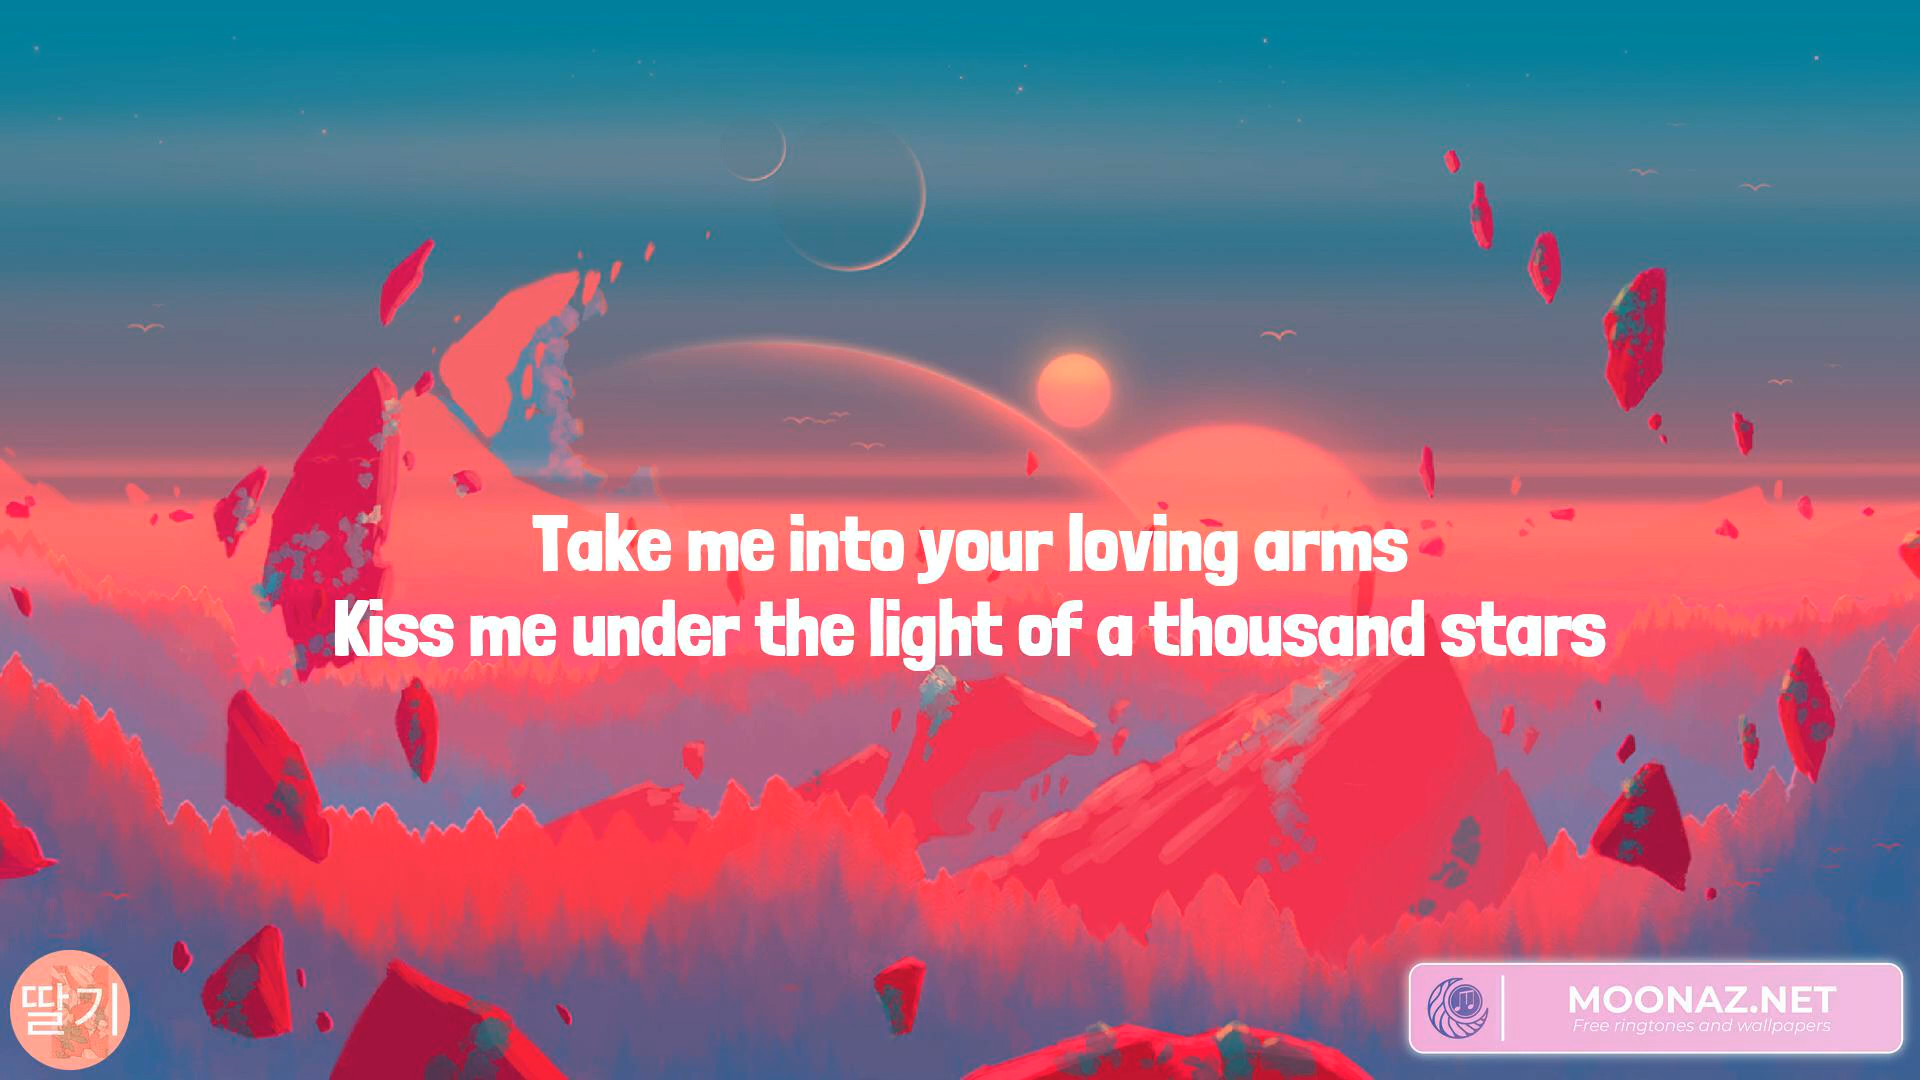 Take me into your loving arms
Kiss me under the light of a thousand stars
딸기
MOONAZ.NET
Free ringtones and wallpapers